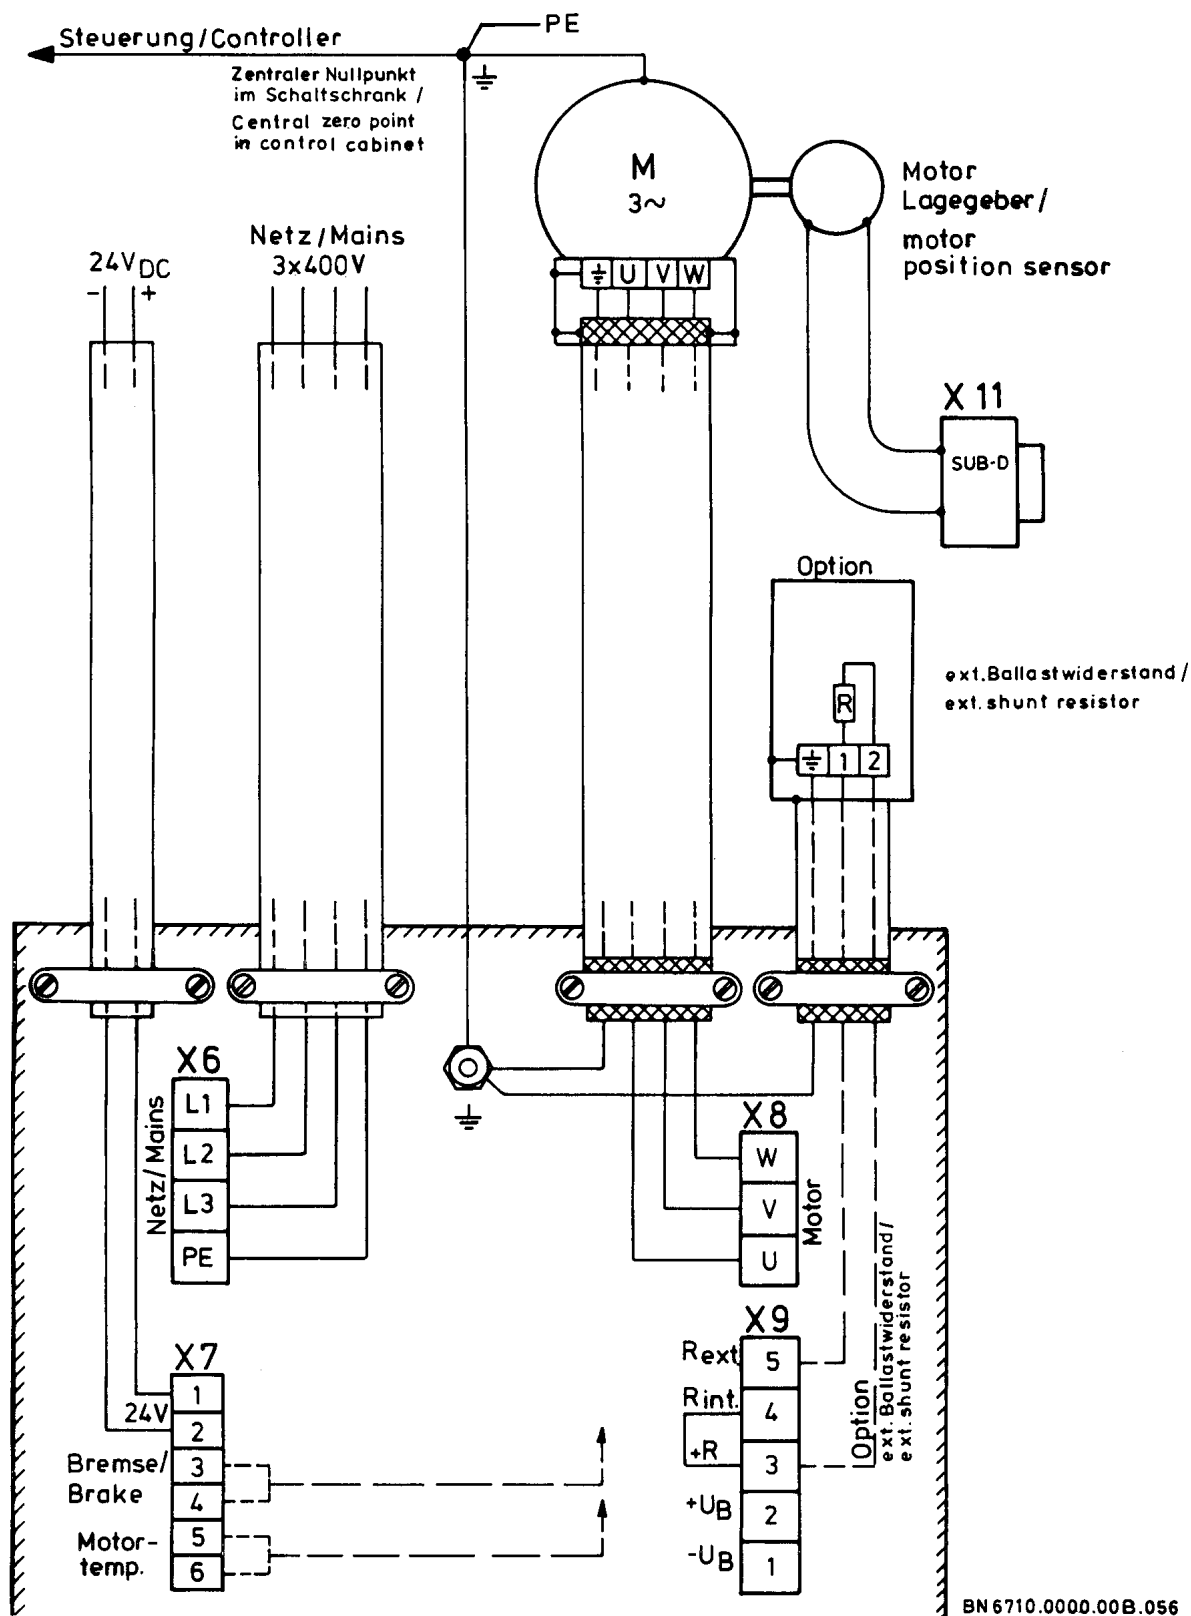 PE
Steuerung/Controller
Zentraler Nullpunkt
im Schaltschrank /
Central zero point
in control cabinet
M
3~
Motor
Lagegeber/
motor
position sensor
Netz/Mains
3x400V
24VDC
- +
U V W
X 11
SUB-D
Option
ext.Ballastwiderstand /
ext. shunt resistor
R
1 2
X6
Netz/Mains
L1
L2
L3
PE
X8
W
V
U
Motor
X7
24V
1
2
Bremse/
Brake
3
4
Motor-
temp.
5
6
X9
Rext.
5
Rint.
4
+R
3
+UB
2
-UB
1
Option
ext. Ballastwiderstand/
ext. shunt resistor
BN 6710.0000.00B.056